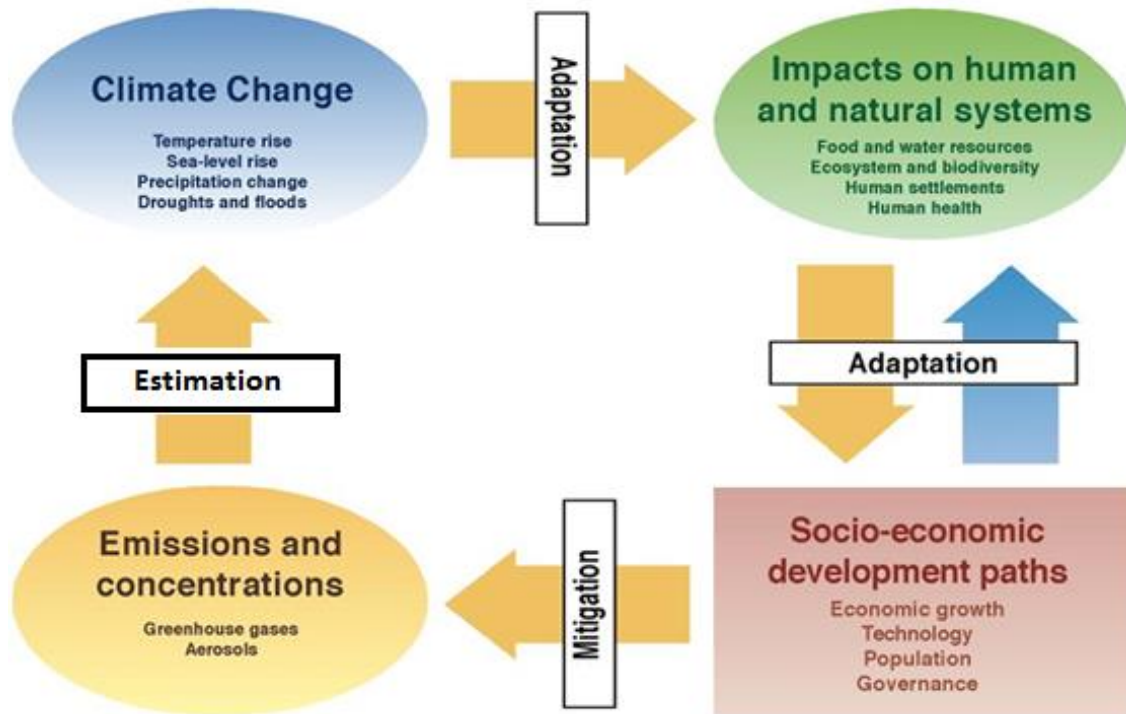 Climate Change
Temperature rise
Sea-level rise
Precipitation change
Droughts and floods
Adaptation
Impacts on human
and natural systems
Food and water resources
Ecosystem and biodiversity
Human settlements
Human health
Estimation
Adaptation
Emissions and
concentrations
Greenhouse gases
Aerosols
Mitigation
Socio-economic
development paths
Economic growth
Technology
Population
Governance